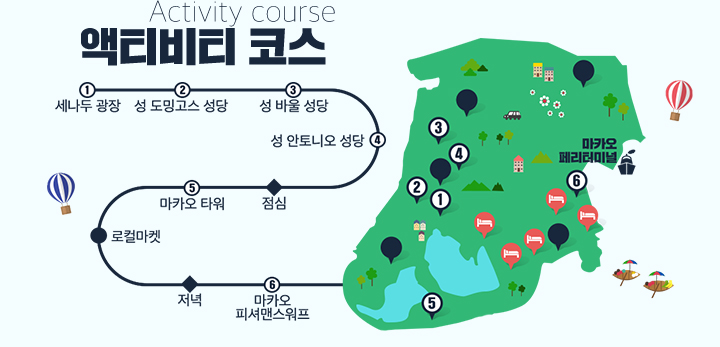 Activity course
액티비티 코스
① 세나두 광장
② 성 도밍고스 성당
③ 성 바울 성당
④ 성 안토니오 성당
점심
⑤ 마카오 타워
로컬마켓
저녁
⑥ 마카오
피셔맨스워프
마카오
페리터미널
3
4
2
1
6
5